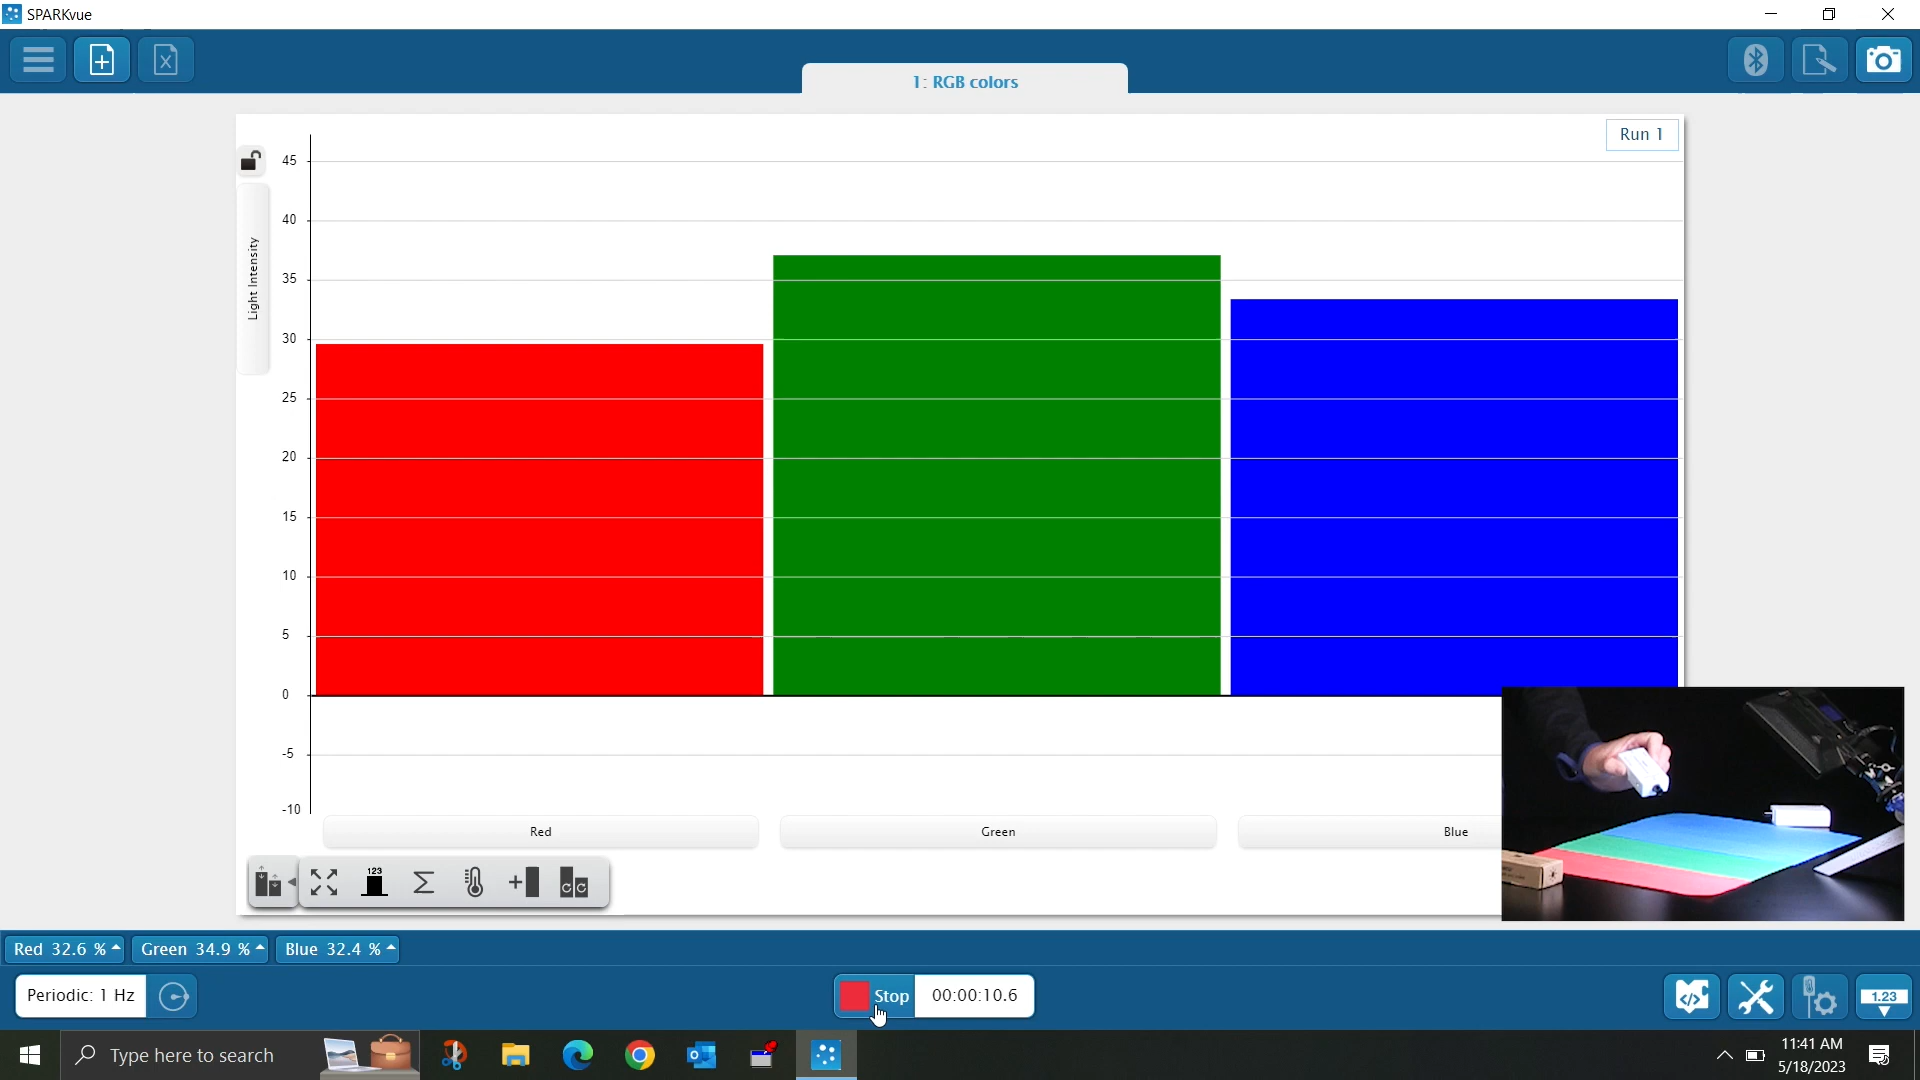 SPARKvue
1: RGB colors
Run 1
Light Intensity
45
40
35
30
25
20
15
10
5
0
-5
-10
Red
Green
Blue
123
Red 32.6 %
Green 34.9 %
Blue 32.4 %
Periodic: 1 Hz
Stop
00:00:10.6
1.23
Type here to search
11:41 AM
5/18/2023